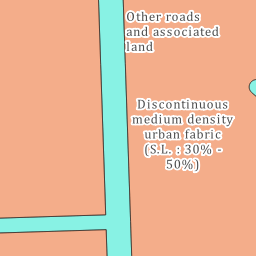 Other roads
and associated
land
Discontinuous
medium density
urban fabric
(S.L. : 30% -
50%)